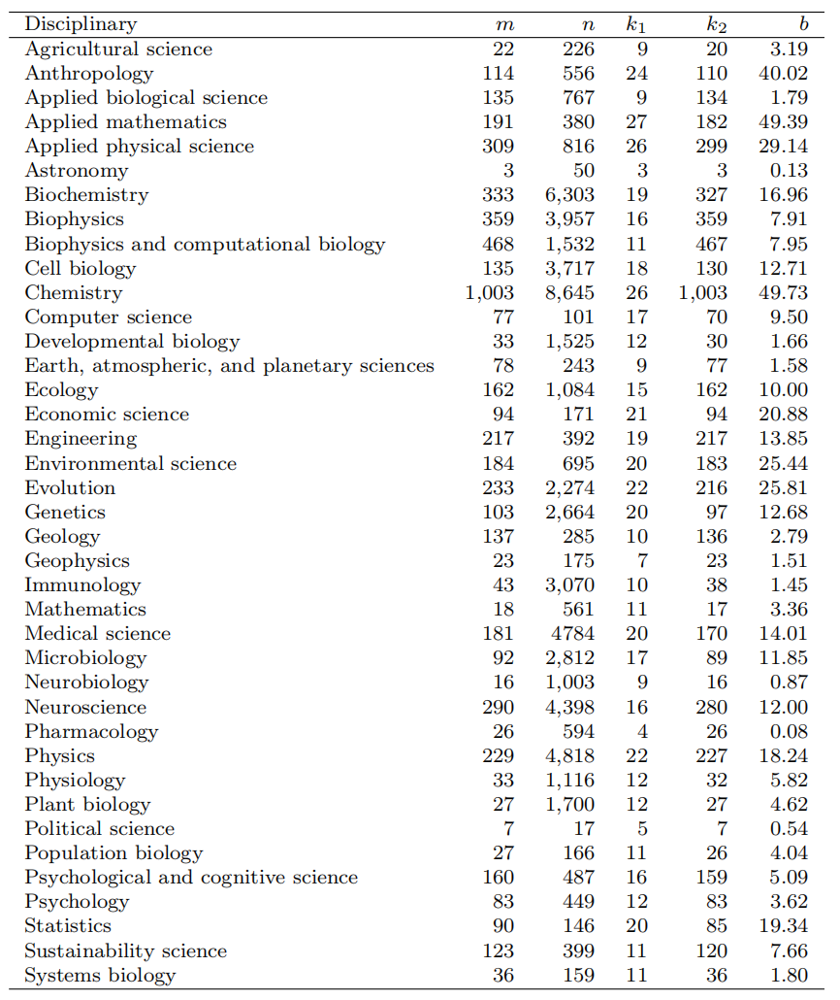 Disciplinary m n k1 k2 b
Agricultural science 22 226 9 20 3.19
Anthropology 114 556 24 110 40.02
Applied biological science 135 767 9 134 1.79
Applied mathematics 191 380 27 182 49.39
Applied physical science 309 816 26 299 29.14
Astronomy 3 50 3 3 0.13
Biochemistry 333 6,303 19 327 16.96
Biophysics 359 3,957 16 359 7.91
Biophysics and computational biology 468 1,532 11 467 7.95
Cell biology 135 3,717 18 130 12.71
Chemistry 1,003 8,645 26 1,003 49.73
Computer science 77 101 17 70 9.50
Developmental biology 33 1,525 12 30 1.66
Earth, atmospheric, and planetary sciences 78 243 9 77 1.58
Ecology 162 1,084 15 162 10.00
Economic science 94 171 21 94 20.88
Engineering 217 392 19 217 13.85
Environmental science 184 695 20 183 25.44
Evolution 233 2,274 22 216 25.81
Genetics 103 2,664 20 97 12.68
Geology 137 285 10 136 2.79
Geophysics 23 175 7 23 1.51
Immunology 43 3,070 10 38 1.45
Mathematics 18 561 11 17 3.36
Medical science 181 4784 20 170 14.01
Microbiology 92 2,812 17 89 11.85
Neurobiology 16 1,003 9 16 0.87
Neuroscience 290 4,398 16 280 12.00
Pharmacology 26 594 4 26 0.08
Physics 229 4,818 22 227 18.24
Physiology 33 1,116 12 32 5.82
Plant biology 27 1,700 12 27 4.62
Political science 7 17 5 7 0.54
Population biology 27 166 11 26 4.04
Psychological and cognitive science 160 487 16 159 5.09
Psychology 83 449 12 83 3.62
Statistics 90 146 20 85 19.34
Sustainability science 123 399 11 120 7.66
Systems biology 36 159 11 36 1.80